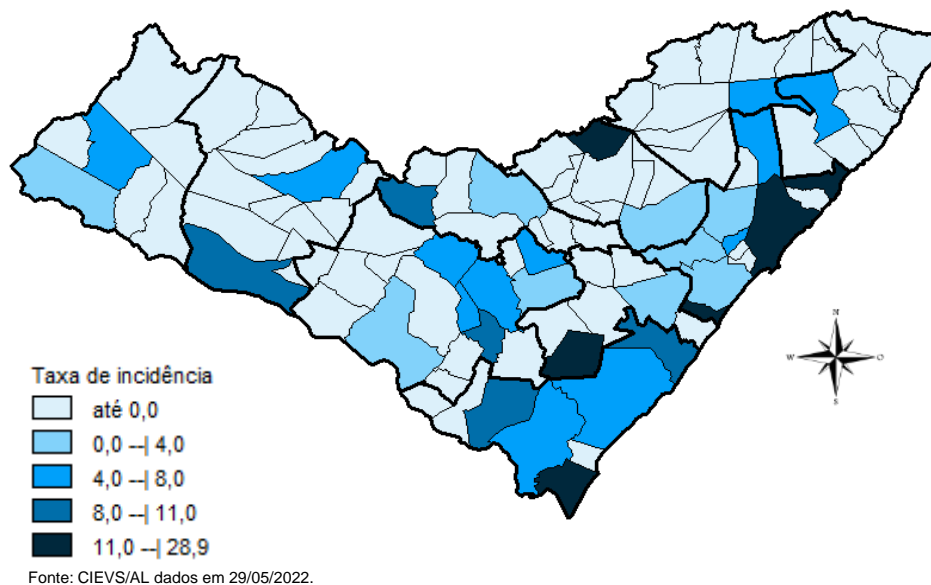 N
W
O
S
Taxa de incidência
até 0,0
0,0 --| 4,0
4,0 --| 8,0
8,0 --| 11,0
11,0 --| 28,9
Fonte: CIEVS/AL dados em 29/05/2022.